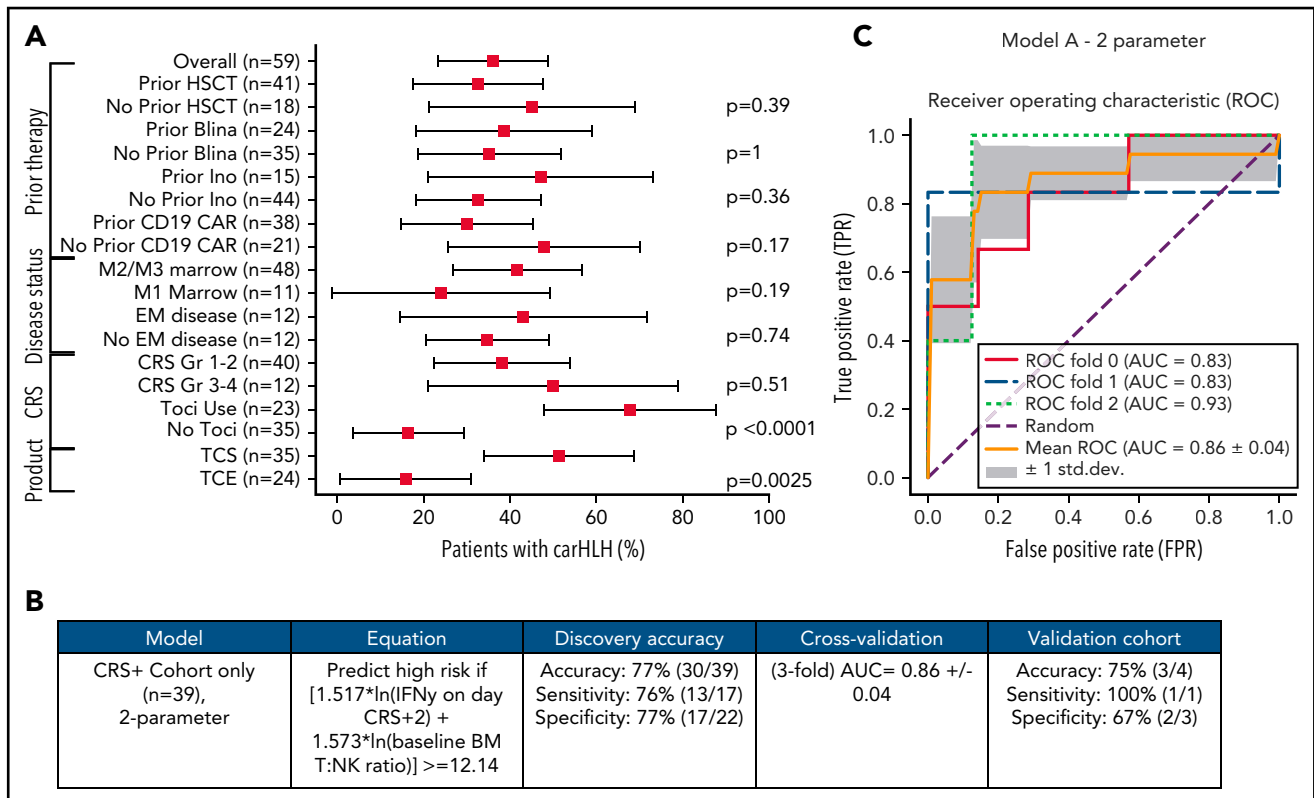 A
Prior therapy
Disease status
CRS
Product
Overall (n=59)
Prior HSCT (n=41)
No Prior HSCT (n=18) p=0.39
Prior Blina (n=24)
No Prior Blina (n=35) p=1
Prior Ino (n=15)
No Prior Ino (n=44) p=0.36
Prior CD19 CAR (n=38)
No Prior CD19 CAR (n=21) p=0.17
M2/M3 marrow (n=48)
M1 Marrow (n=11) p=0.19
EM disease (n=12)
No EM disease (n=12) p=0.74
CRS Gr 1-2 (n=40)
CRS Gr 3-4 (n=12) p=0.51
Toci Use (n=23)
No Toci (n=35) p <0.0001
TCS (n=35)
TCE (n=24) p=0.0025
0 20 40 60 80 100
Patients with carHLH (%)
C
Model A - 2 parameter
Receiver operating characteristic (ROC)
True positive rate (TPR)
1.0
0.8
0.6
0.4
0.2
0.0
ROC fold 0 (AUC = 0.83)
ROC fold 1 (AUC = 0.83)
ROC fold 2 (AUC = 0.93)
Random
Mean ROC (AUC = 0.86 ± 0.04)
± 1 std.dev.
0.0 0.2 0.4 0.6 0.8 1.0
False positive rate (FPR)
B
Model
Equation
Discovery accuracy
Cross-validation
Validation cohort
CRS+ Cohort only
(n=39),
2-parameter
Predict high risk if
[1.517*ln(IFNy on day
CRS+2) +
1.573*ln(baseline BM
T:NK ratio)] >=12.14
Accuracy: 77% (30/39)
Sensitivity: 76% (13/17)
Specificity: 77% (17/22)
(3-fold) AUC= 0.86 +/-
0.04
Accuracy: 75% (3/4)
Sensitivity: 100% (1/1)
Specificity: 67% (2/3)